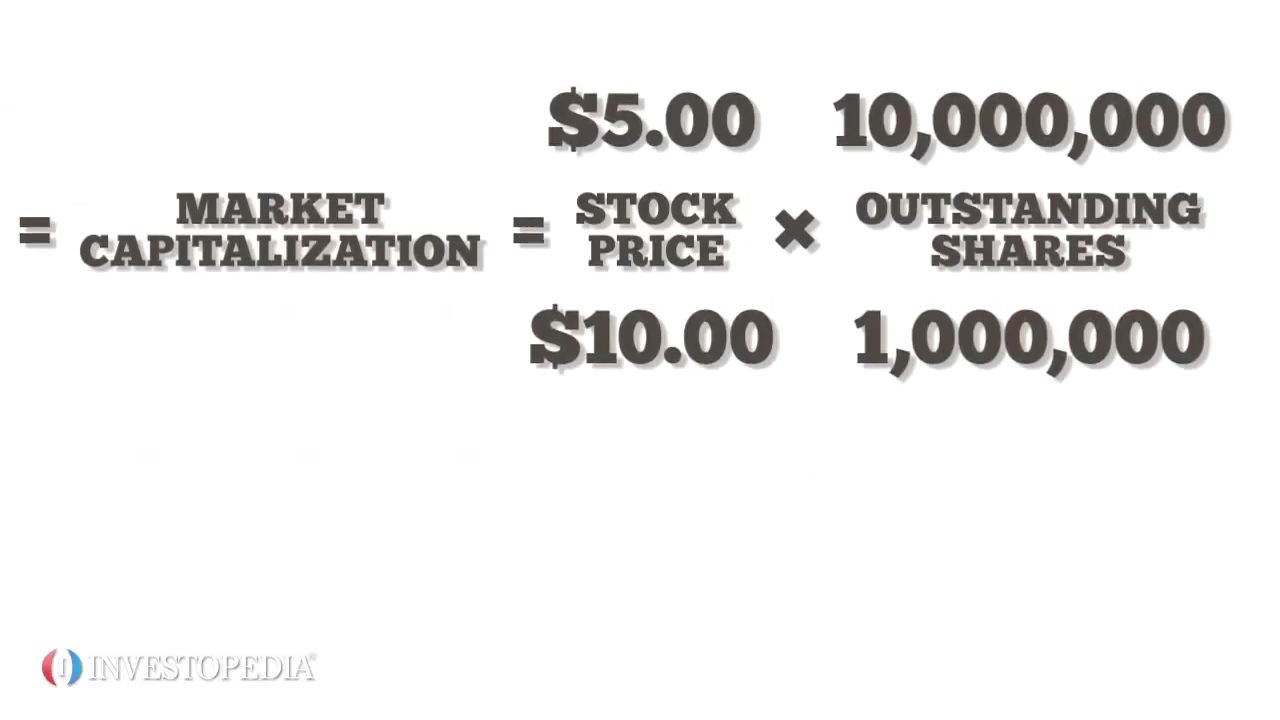 $5.00 10,000,000
= MARKET CAPITALIZATION = STOCK PRICE × OUTSTANDING SHARES
$10.00 1,000,000
INVESTOPEDIA®